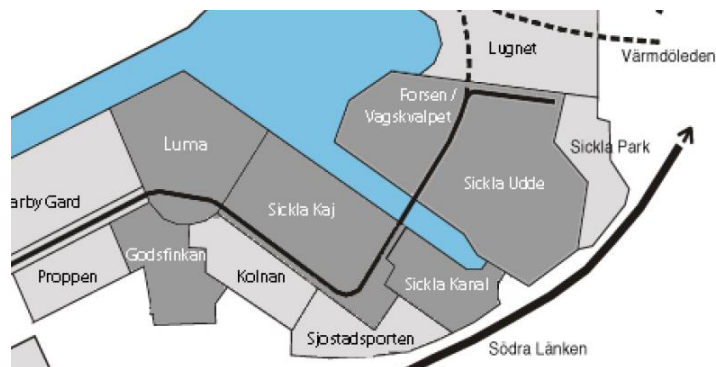 Lugnet
Värmdöleden
Forsen /
Vagskvalpet
Luma
Sickla Park
Sickla Udde
arby Gard
Sickla Kaj
Godsfinkan
Proppen
Kolnan
Sickla Kanal
Sjostadsporten
Södra Länken